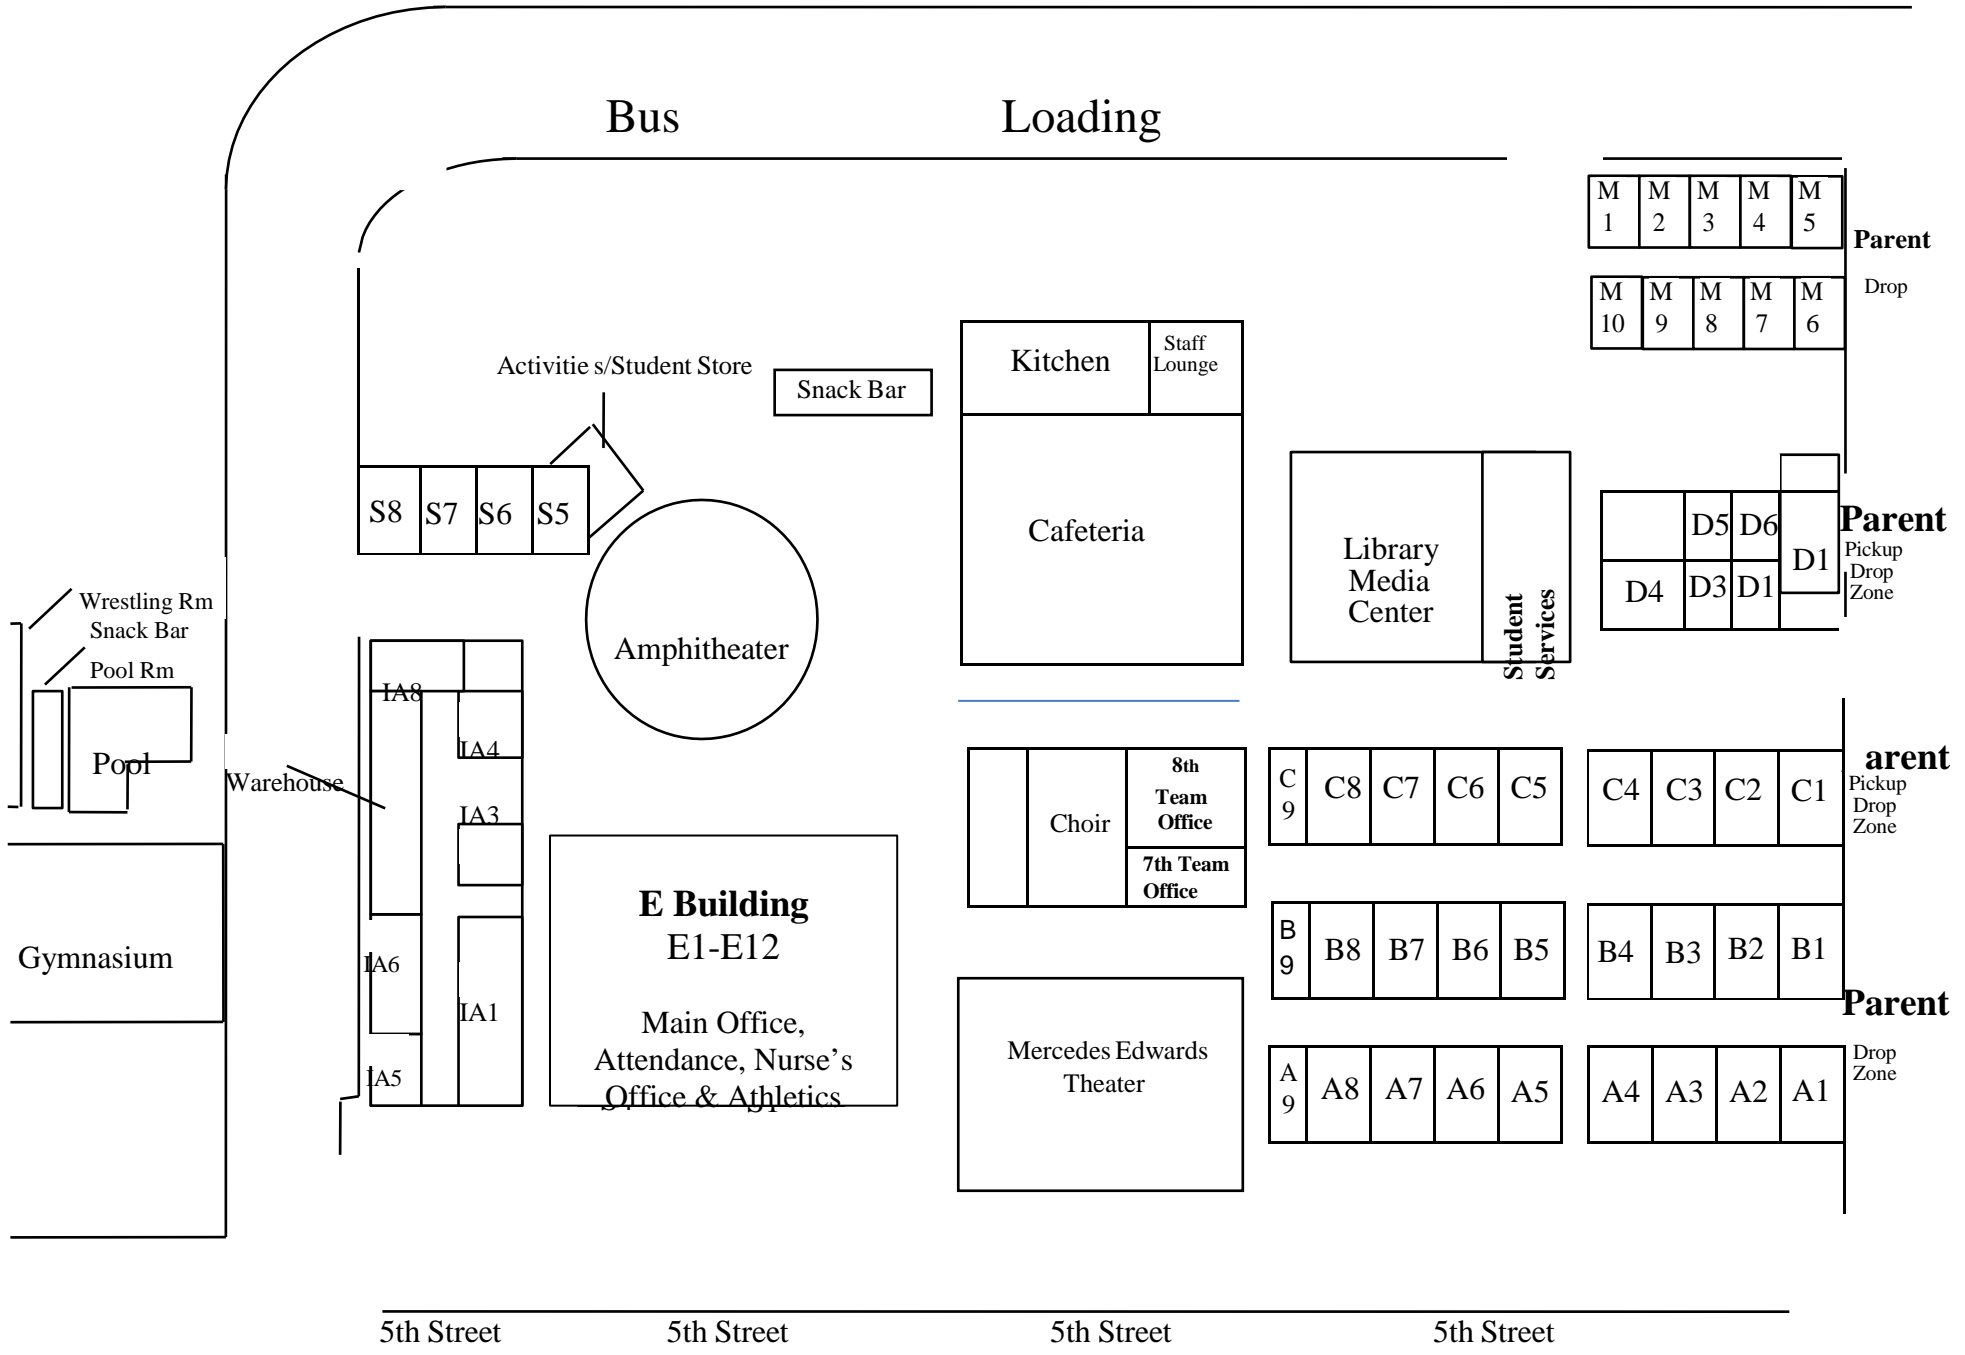 Bus Loading
M 1
M 2
M 3
M 4
M 5
Parent
Drop
M 10
M 9
M 8
M 7
M 6
Activitie s/Student Store
Snack Bar
Kitchen
Staff
Lounge
Cafeteria
S8 S7 S6 S5
Library
Media
Center
Student
Services
D5 D6
D1
D4 D3 D1
Parent
Pickup
Drop
Zone
Wrestling Rm
Snack Bar
Pool Rm
Pool
Amphitheater
IA8
IA4
Warehouse
IA3
IA6
IA1
IA5
Gymnasium
E Building
E1-E12
Main Office,
Attendance, Nurse’s
Office & Athletics
Choir
8th
Team
Office
7th Team
Office
C 9
C8 C7 C6 C5 C4 C3 C2 C1
arent
Pickup
Drop
Zone
B 9
B8 B7 B6 B5 B4 B3 B2 B1
Parent
Drop
Zone
Mercedes Edwards
Theater
A 9
A8 A7 A6 A5 A4 A3 A2 A1
5th Street 5th Street 5th Street 5th Street